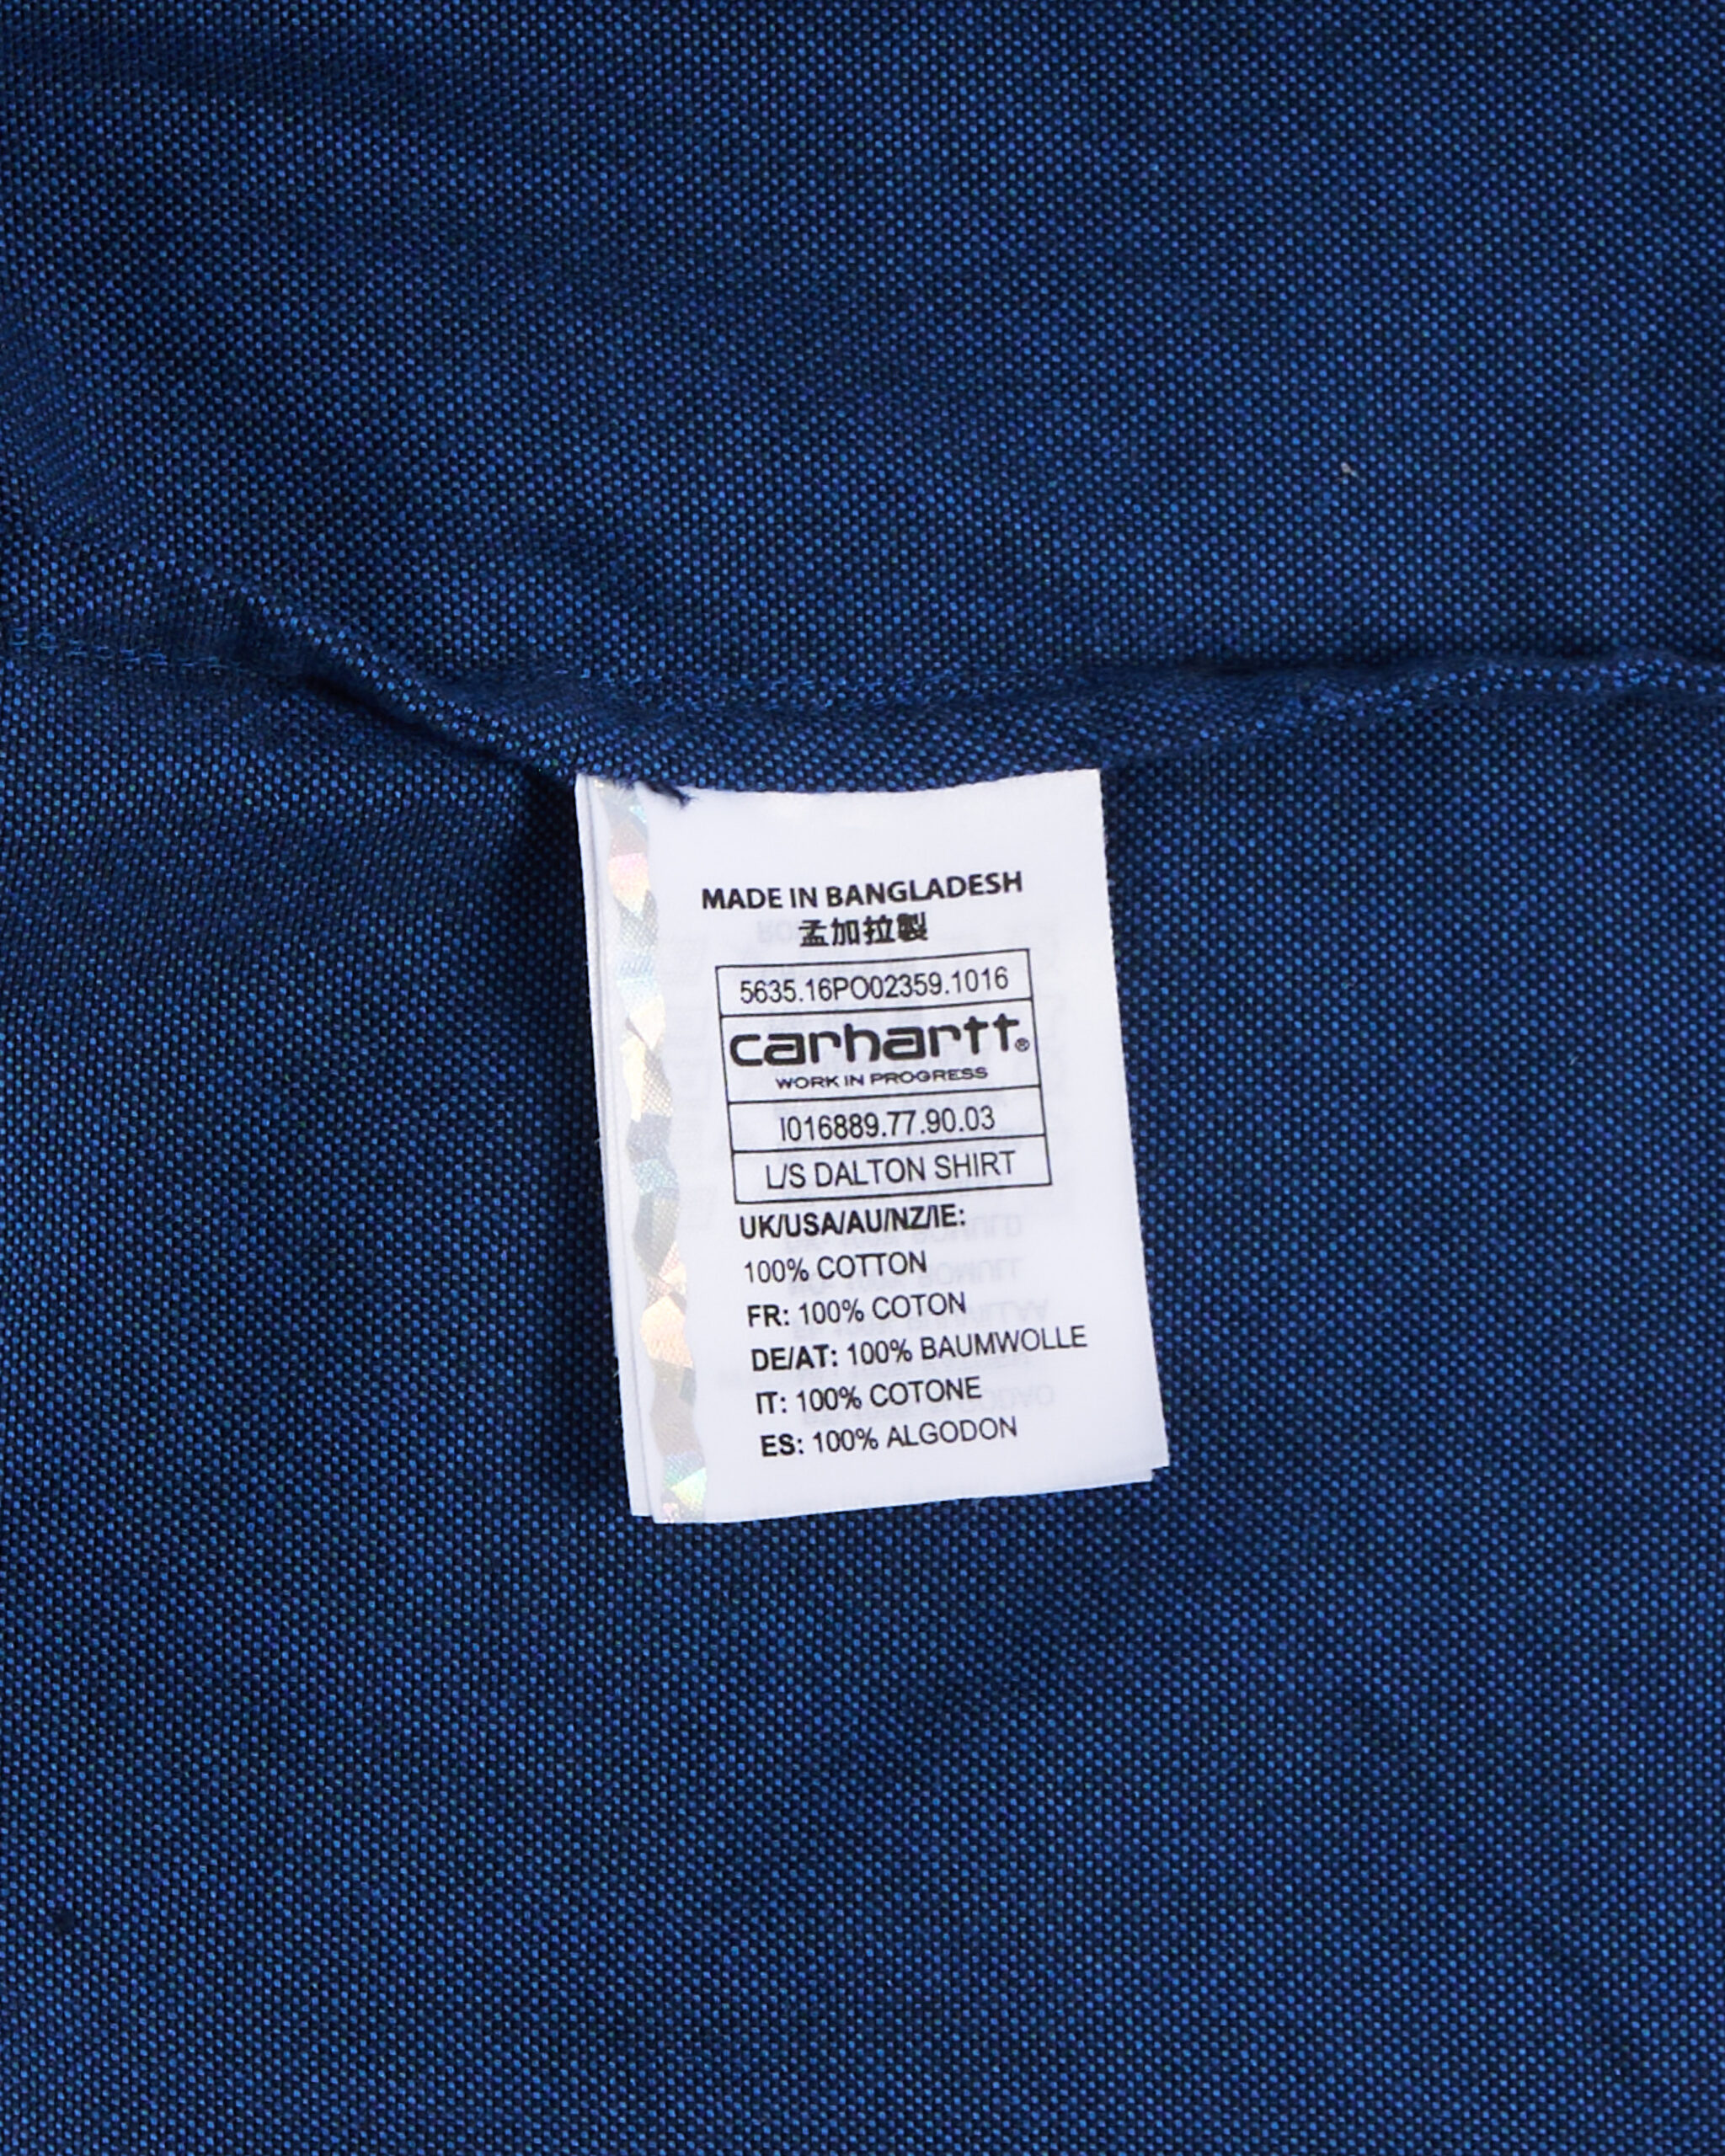 MADE IN BANGLADESH
孟加拉製
5635.16PO02359.1016
carhartt®
WORK IN PROGRESS
I016889.77.90.03
L/S DALTON SHIRT
UK/USA/AU/NZ/IE:
100% COTTON
FR: 100% COTON
DE/AT: 100% BAUMWOLLE
IT: 100% COTONE
ES: 100% ALGODON